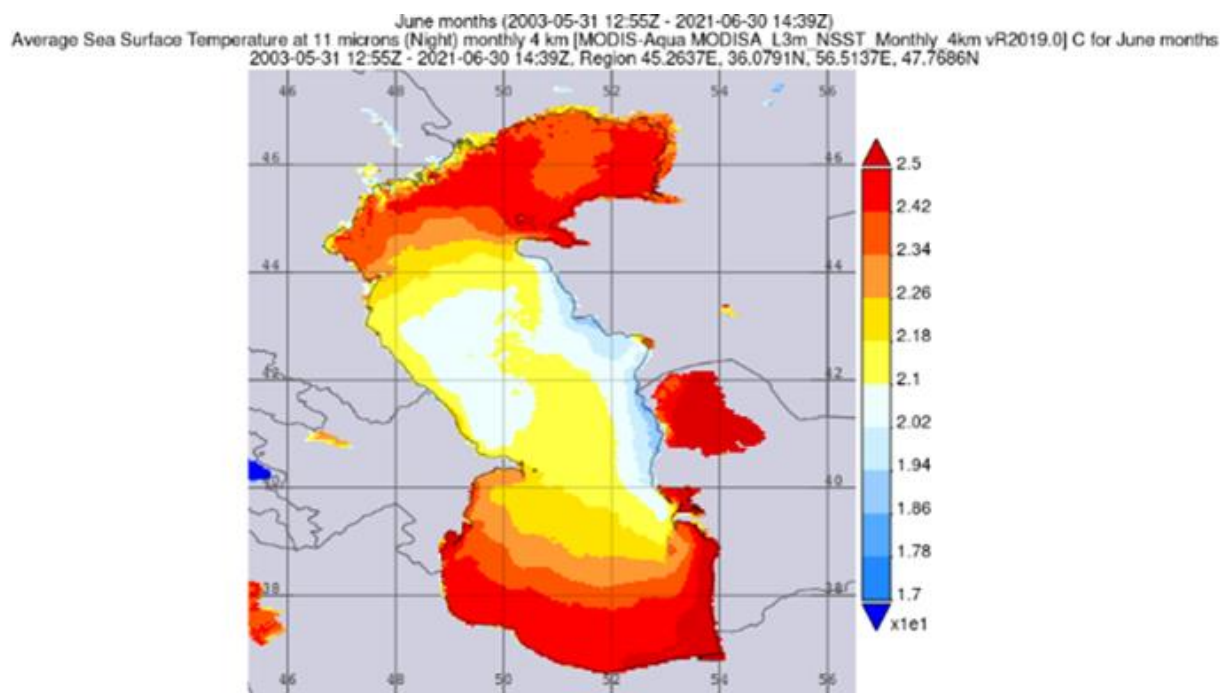 June months (2003-05-31 12:55Z - 2021-06-30 14:39Z)
Average Sea Surface Temperature at 11 microns (Night) monthly 4 km [MODIS-Aqua MODISA_L3m_NSST_Monthly_4km vR2019.0] C for June months
2003-05-31 12:55Z - 2021-06-30 14:39Z, Region 45.2637E, 36.0791N, 56.5137E, 47.7686N
46 48 50 52 54 56
46 46
44 44
42 42
40 40
38 38
46 48 50 52 54 56
2.5
2.42
2.34
2.26
2.18
2.1
2.02
1.94
1.86
1.78
1.7
x1e1